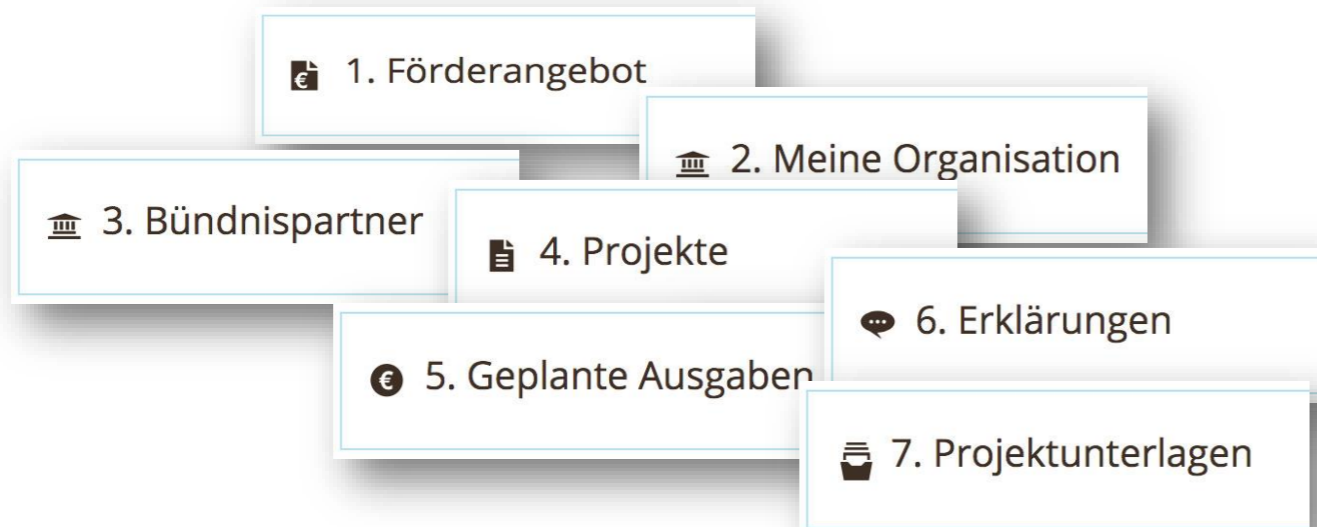 1. Förderangebot
2. Meine Organisation
3. Bündnispartner
4. Projekte
5. Geplante Ausgaben
6. Erklärungen
7. Projektunterlagen